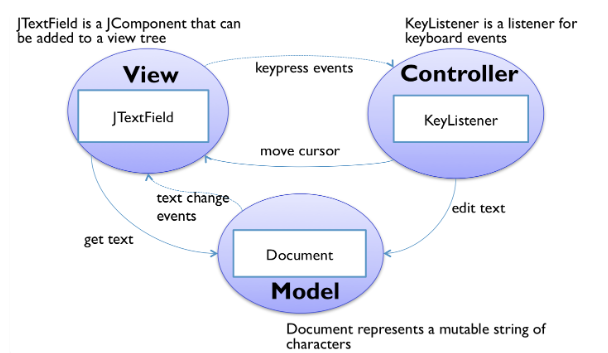 JTextField is a JComponent that can
be added to a view tree
KeyListener is a listener for
keyboard events
View
keypress events
Controller
JTextField
KeyListener
move cursor
text change
events
edit text
get text
Document
Model
Document represents a mutable string of
characters